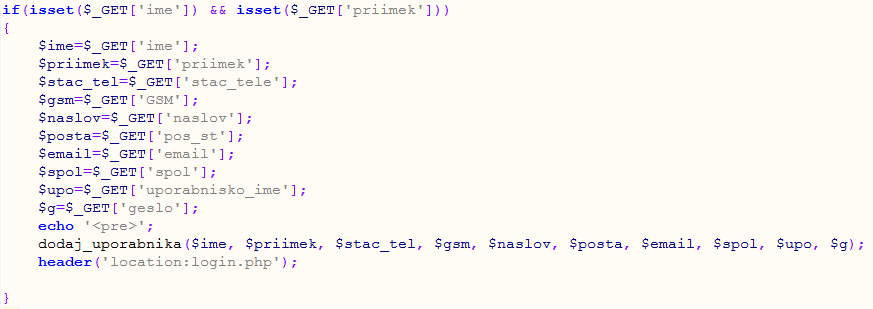 if(isset($_GET['ime']) && isset($_GET['priimek']))
{
$ime=$_GET['ime'];
$priimek=$_GET['priimek'];
$stac_tel=$_GET['stac_tele'];
$gsm=$_GET['GSM'];
$naslov=$_GET['naslov'];
$posta=$_GET['pos_st'];
$email=$_GET['email'];
$spol=$_GET['spol'];
$upo=$_GET['uporabnisko_ime'];
$g=$_GET['geslo'];
echo '<pre>';
dodaj_uporabnika($ime, $priimek, $stac_tel, $gsm, $naslov, $posta, $email, $spol, $upo, $g);
header('location:login.php');
}